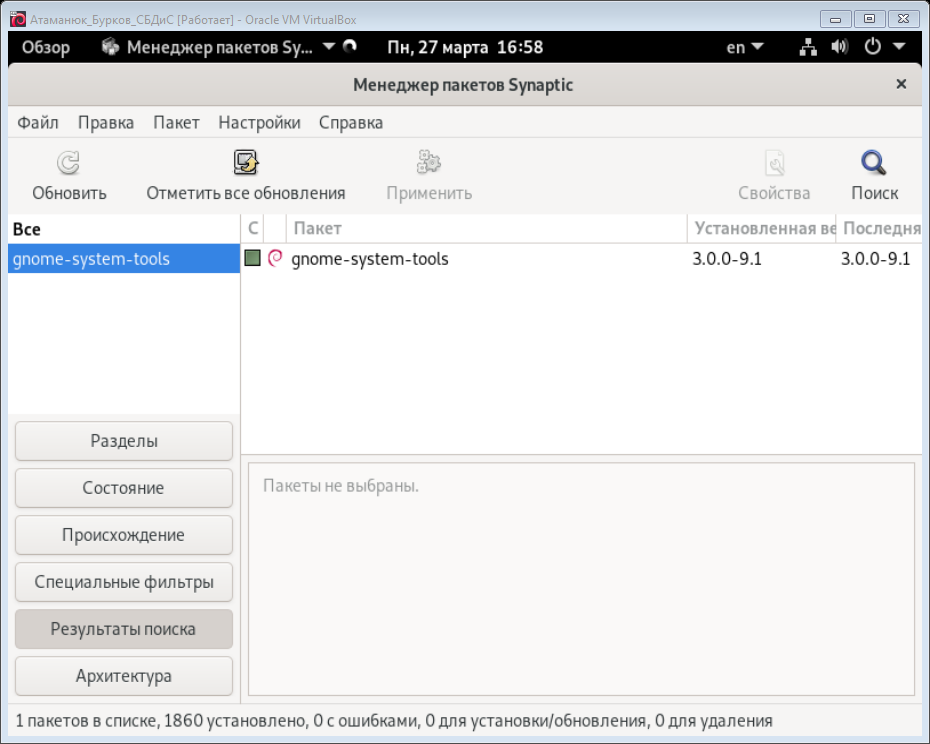 Атаманюк_Бурков_СБДиС [Работает] - Oracle VM VirtualBox
Обзор Менеджер пакетов Sy... Пн, 27 марта 16:58 en
Менеджер пакетов Synaptic
Файл Правка Пакет Настройки Справка
Обновить Отметить все обновления Применить Свойства Поиск
Все
gnome-system-tools
С Пакет Установленная ве Последня
gnome-system-tools 3.0.0-9.1 3.0.0-9.1
Разделы
Состояние
Происхождение
Специальные фильтры
Результаты поиска
Архитектура
Пакеты не выбраны.
1 пакетов в списке, 1860 установлено, 0 с ошибками, 0 для установки/обновления, 0 для удаления